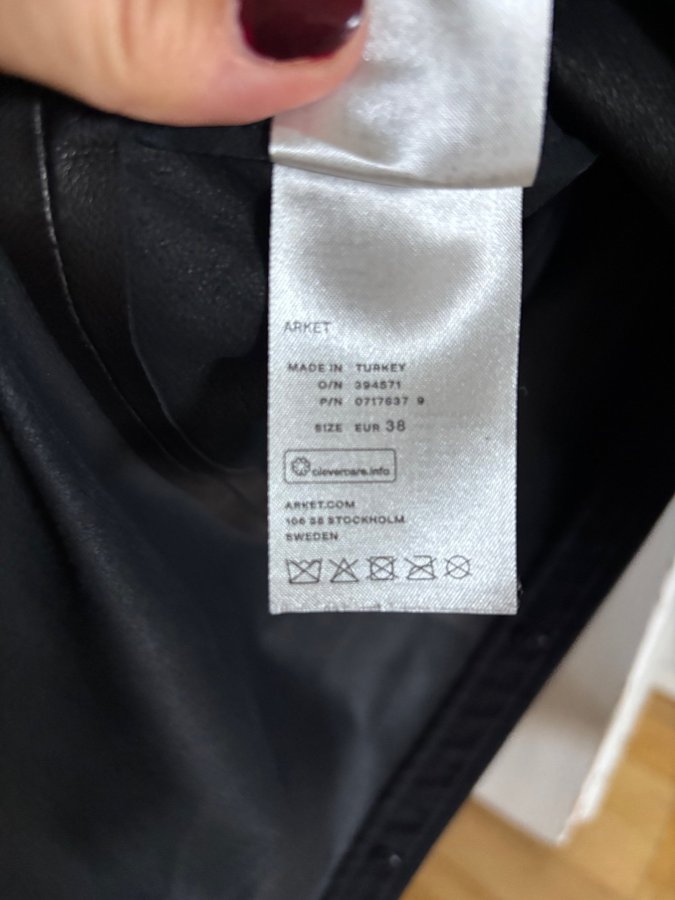 ARKET
MADE IN TURKEY
O/N 394571
P/N 0717637 9
SIZE EUR 38
clevercare.info
ARKET.COM
106 38 STOCKHOLM
SWEDEN